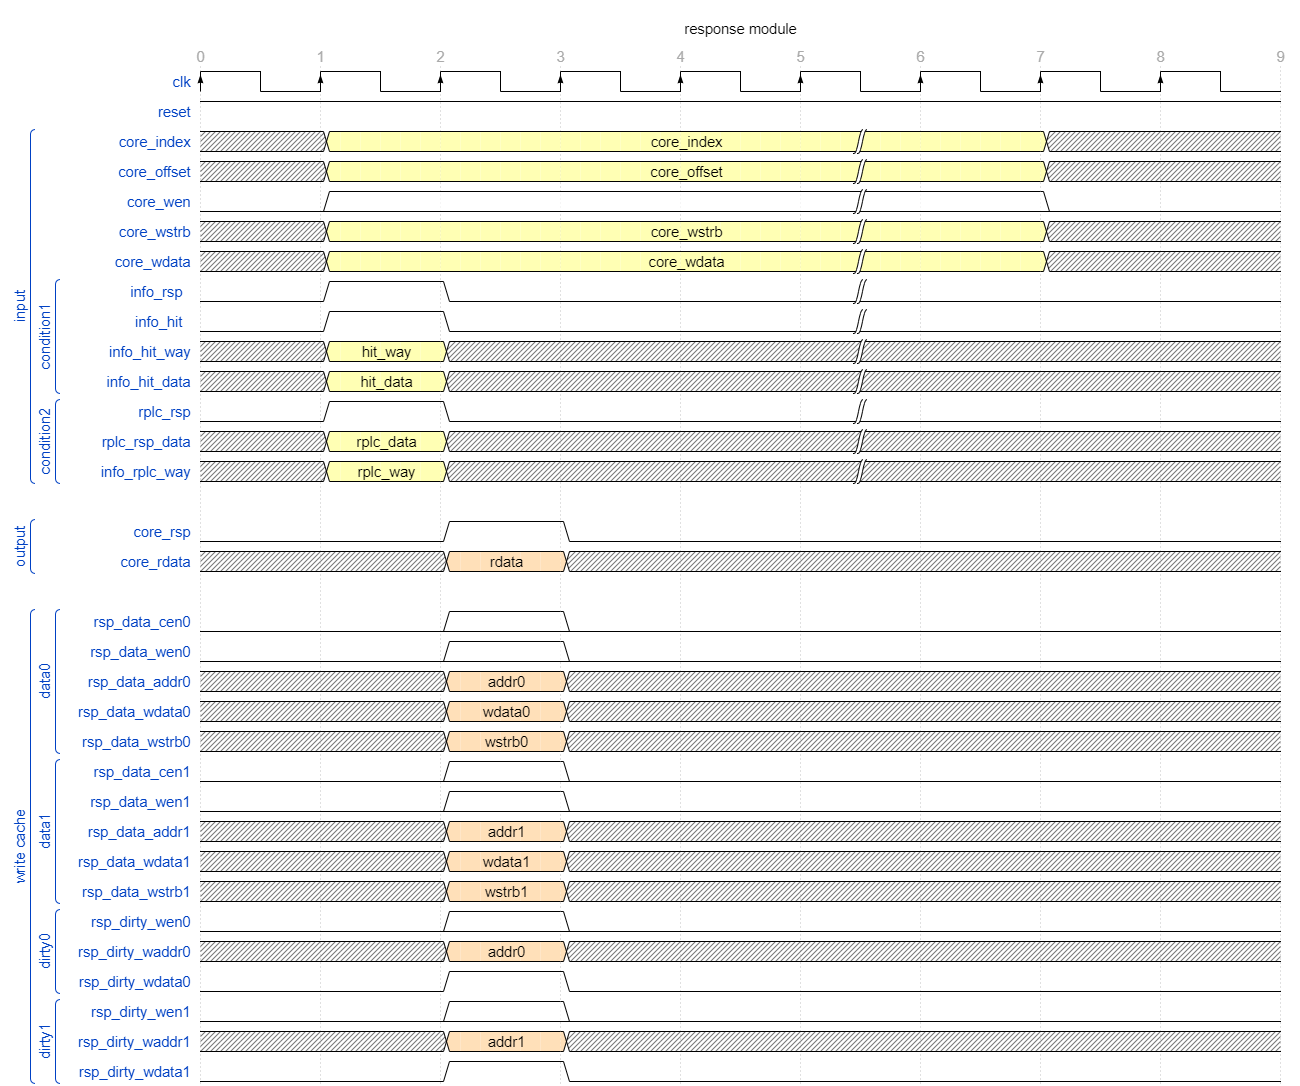 response module
0 1 2 3 4 5 6 7 8 9
clk
reset
input
core_index core_index
core_offset core_offset
core_wen
core_wstrb core_wstrb
core_wdata core_wdata
condition1
info_rsp
info_hit
info_hit_way hit_way
info_hit_data hit_data
condition2
rplc_rsp
rplc_rsp_data rplc_data
info_rplc_way rplc_way
output
core_rsp
core_rdata rdata
write cache
data0
rsp_data_cen0
rsp_data_wen0
rsp_data_addr0 addr0
rsp_data_wdata0 wdata0
rsp_data_wstrb0 wstrb0
data1
rsp_data_cen1
rsp_data_wen1
rsp_data_addr1 addr1
rsp_data_wdata1 wdata1
rsp_data_wstrb1 wstrb1
dirty0
rsp_dirty_wen0
rsp_dirty_waddr0 addr0
rsp_dirty_wdata0
dirty1
rsp_dirty_wen1
rsp_dirty_waddr1 addr1
rsp_dirty_wdata1